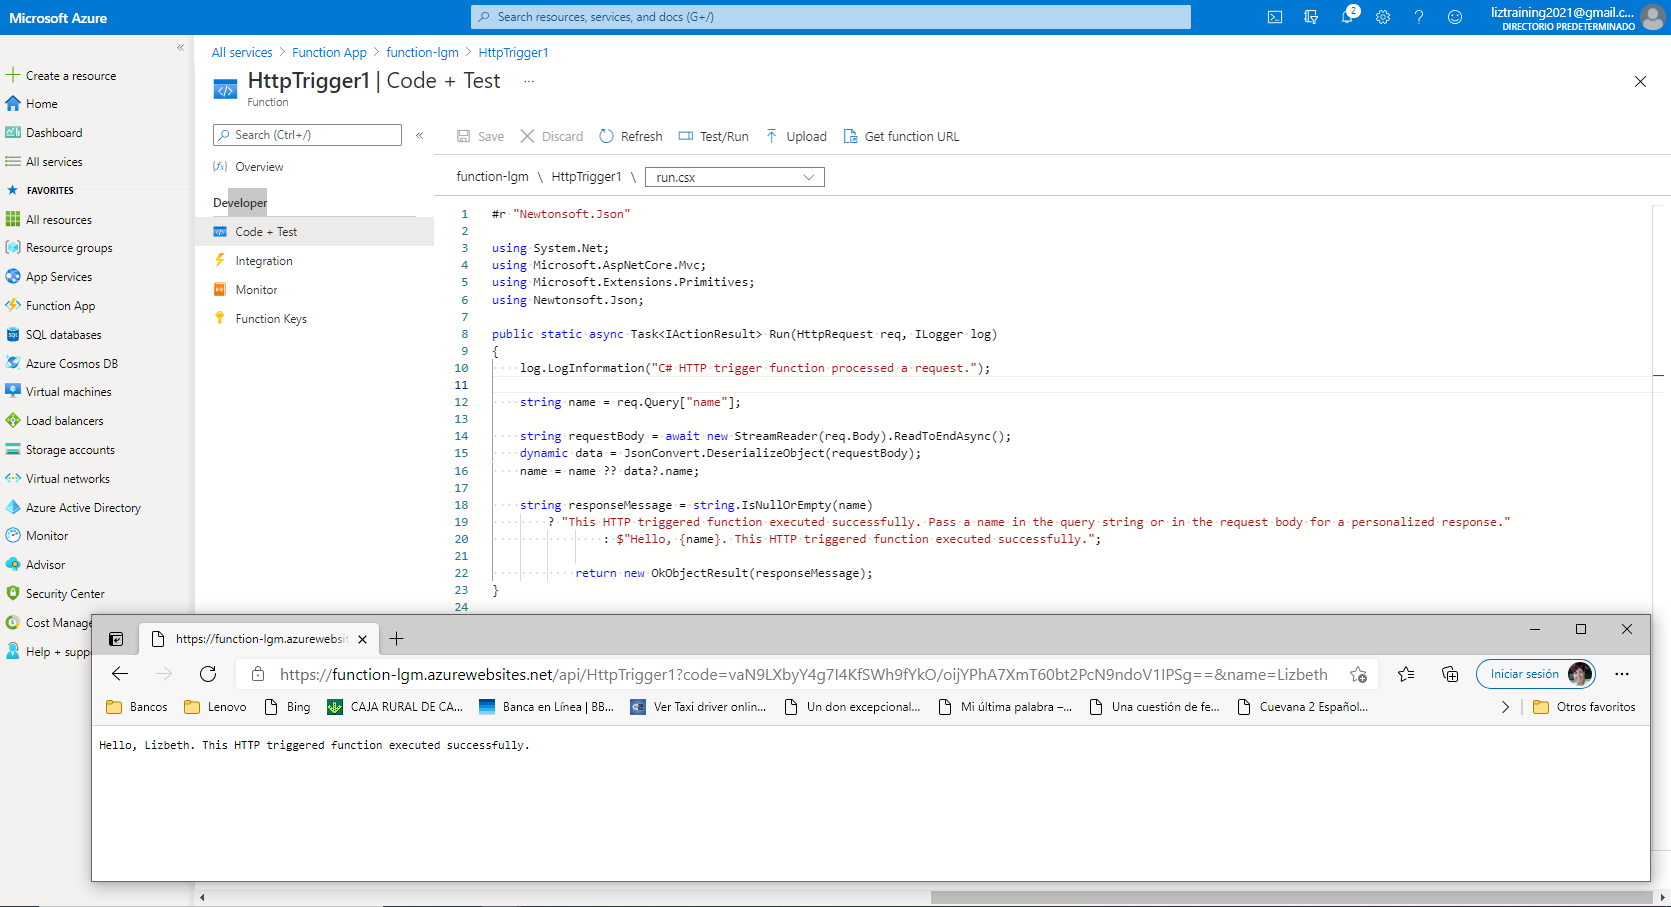 Microsoft Azure
Search resources, services, and docs (G+/)
2
liztraining2021@gmail.c...
DIRECTORIO PREDETERMINADO
Create a resource
Home
Dashboard
All services
FAVORITES
All resources
Resource groups
App Services
Function App
SQL databases
Azure Cosmos DB
Virtual machines
Load balancers
Storage accounts
Virtual networks
Azure Active Directory
Monitor
Advisor
Security Center
Cost Manage
Help + supp
All services > Function App > function-lgm > HttpTrigger1
HttpTrigger1 | Code + Test ...
Function
Search (Ctrl+/)
Overview
Developer
Code + Test
Integration
Monitor
Function Keys
Save Discard Refresh Test/Run Upload Get function URL
function-lgm \ HttpTrigger1 \ run.csx
1 #r "Newtonsoft.Json"
2
3 using System.Net;
4 using Microsoft.AspNetCore.Mvc;
5 using Microsoft.Extensions.Primitives;
6 using Newtonsoft.Json;
7
8 public static async Task<IActionResult> Run(HttpRequest req, ILogger log)
9 {
10 log.LogInformation("C# HTTP trigger function processed a request.");
11
12 string name = req.Query["name"];
13
14 string requestBody = await new StreamReader(req.Body).ReadToEndAsync();
15 dynamic data = JsonConvert.DeserializeObject(requestBody);
16 name = name ?? data?.name;
17
18 string responseMessage = string.IsNullOrEmpty(name)
19 ? "This HTTP triggered function executed successfully. Pass a name in the query string or in the request body for a personalized response."
20 : $"Hello, {name}. This HTTP triggered function executed successfully.";
21
22 return new OkObjectResult(responseMessage);
23 }
24
https://function-lgm.azurewebsit
https://function-lgm.azurewebsites.net/api/HttpTrigger1?code=vaN9LXbyY4g7I4KfSWh9fYkO/oijYPhA7XmT60bt2PcN9ndoV1IPSg==&name=Lizbeth
Iniciar sesión
Bancos Lenovo Bing CAJA RURAL DE CA... Banca en Línea | BB... Ver Taxi driver onlin... Un don excepcional... Mi última palabra –... Una cuestión de fe... Cuevana 2 Español... Otros favoritos
Hello, Lizbeth. This HTTP triggered function executed successfully.